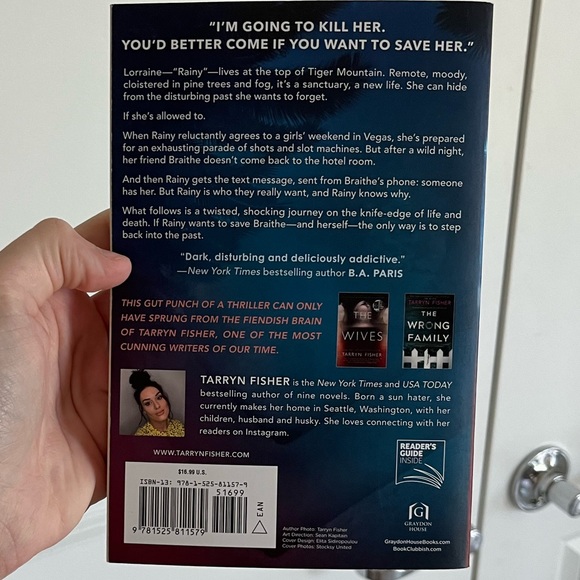 "I'M GOING TO KILL HER.
YOU'D BETTER COME IF YOU WANT TO SAVE HER."
Lorraine—"Rainy"—lives at the top of Tiger Mountain. Remote, moody,
cloistered in pine trees and fog, it's a sanctuary, a new life. She can hide
from the disturbing past she wants to forget.
If she's allowed to.
When Rainy reluctantly agrees to a girls' weekend in Vegas, she's prepared
for an exhausting parade of shots and slot machines. But after a wild night,
her friend Braithe doesn't come back to the hotel room.
And then Rainy gets the text message, sent from Braithe's phone: someone
has her. But Rainy is who they really want, and Rainy knows why.
What follows is a twisted, shocking journey on the knife-edge of life and
death. If Rainy wants to save Braithe—and herself—the only way is to step
back into the past.
"Dark, disturbing and deliciously addictive."
—New York Times bestselling author B.A. PARIS
THIS GUT PUNCH OF A THRILLER CAN ONLY
HAVE SPRUNG FROM THE FIENDISH BRAIN
OF TARRYN FISHER, ONE OF THE MOST
CUNNING WRITERS OF OUR TIME.
THE
WIVES
TARRYN FISHER
TARRYN FISHER
THE
WRONG
FAMILY
TARRYN FISHER is the New York Times and USA TODAY
bestselling author of nine novels. Born a sun hater, she
currently makes her home in Seattle, Washington, with her
children, husband and husky. She loves connecting with her
readers on Instagram.
WWW.TARRYNFISHER.COM
READER'S
GUIDE
INSIDE
$16.99 U.S.
ISBN-13: 978-1-525-81157-9
51699
9 781525 811579
EAN
Author Photo: Tarryn Fisher
Art Direction: Sean Kapitain
Cover Design: Elita Sidiropoulou
Cover Photos: Stocksy United
G
H
GRAYDON
HOUSE
GraydonHouseBooks.com
BookClubbish.com